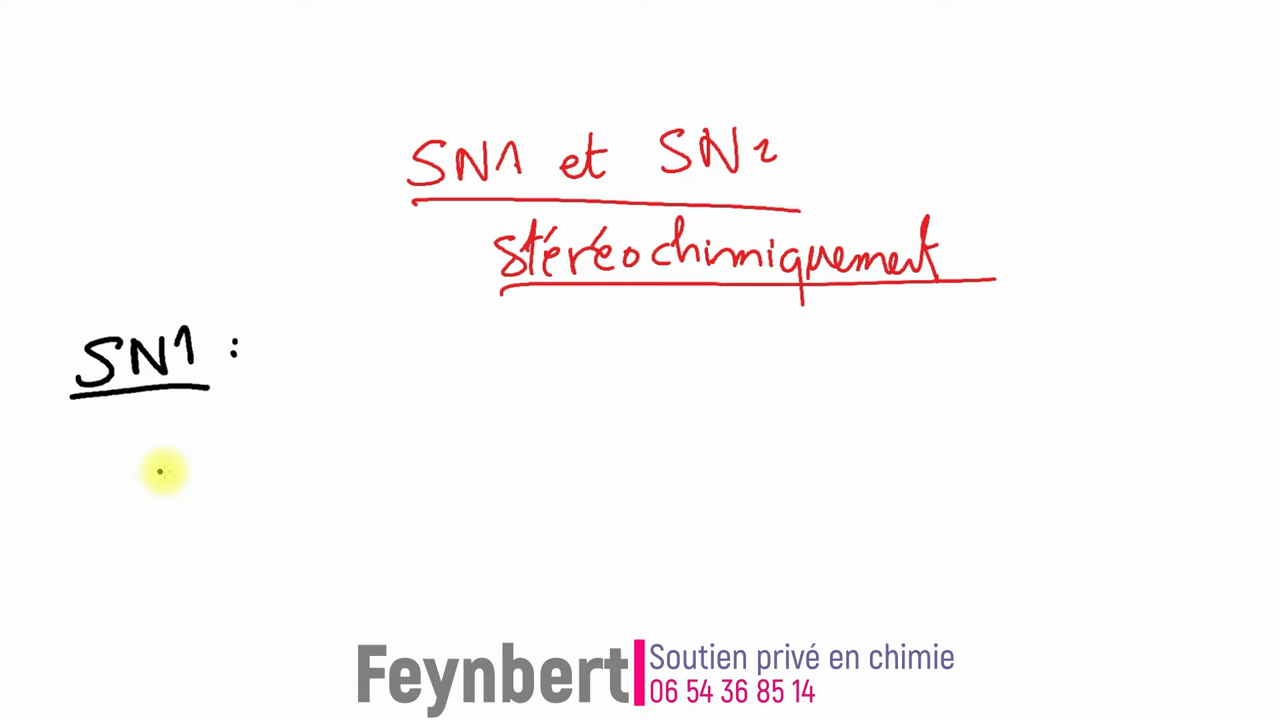 SN1 et SN2
stéréochimiquement
SN1 :
Feynbert
Soutien privé en chimie
06 54 36 85 14